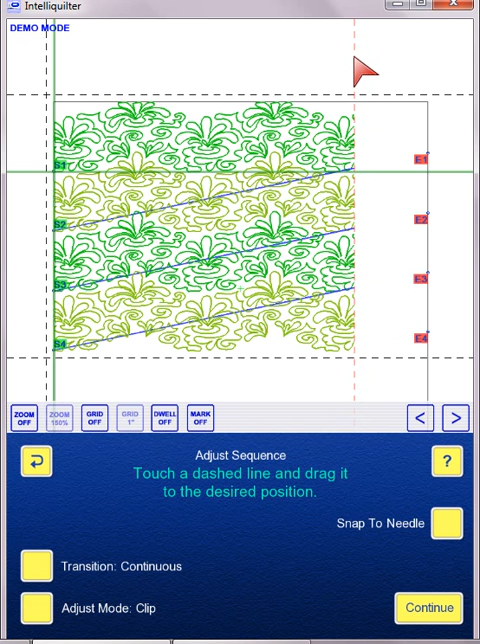 Intelliquilter
DEMO MODE
S1
E1
S2
E2
S3
E3
S4
E4
ZOOM OFF
ZOOM 150%
GRID OFF
GRID 1"
DWELL OFF
MARK OFF
<
>
Adjust Sequence
?
Touch a dashed line and drag it
to the desired position.
Snap To Needle
Transition: Continuous
Adjust Mode: Clip
Continue